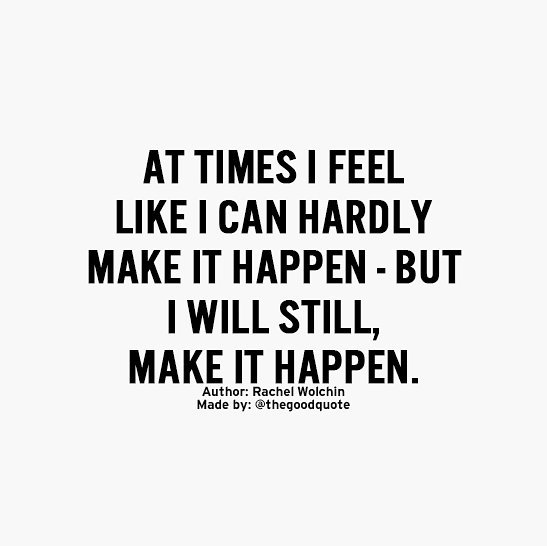 AT TIMES I FEEL
LIKE I CAN HARDLY
MAKE IT HAPPEN - BUT
I WILL STILL,
MAKE IT HAPPEN.
Author: Rachel Wolchin
Made by: @thegoodquote